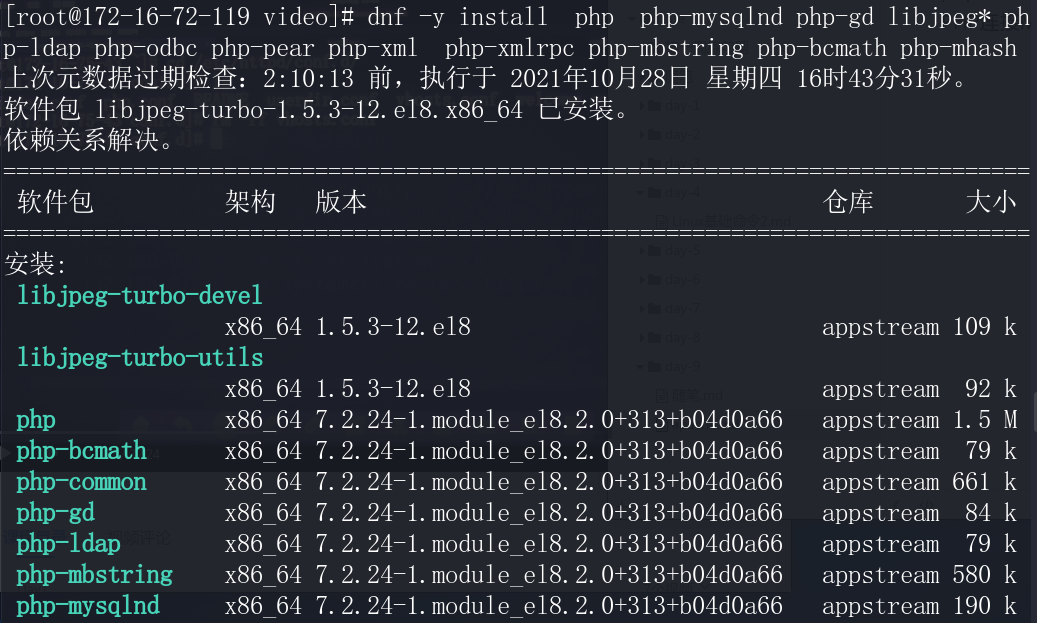 [root@172-16-72-119 video]# dnf -y install  php  php-mysqlnd php-gd libjpeg* ph
p-ldap php-odbc php-pear php-xml  php-xmlrpc php-mbstring php-bcmath php-mhash
上次元数据过期检查：2:10:13 前，执行于 2021年10月28日 星期四 16时43分31秒。
软件包 libjpeg-turbo-1.5.3-12.el8.x86_64 已安装。
依赖关系解决。
================================================================================
软件包 架构 版本 仓库 大小
================================================================================
安装:
libjpeg-turbo-devel
x86_64 1.5.3-12.el8 appstream 109 k
libjpeg-turbo-utils
x86_64 1.5.3-12.el8 appstream 92 k
php x86_64 7.2.24-1.module_el8.2.0+313+b04d0a66 appstream 1.5 M
php-bcmath x86_64 7.2.24-1.module_el8.2.0+313+b04d0a66 appstream 79 k
php-common x86_64 7.2.24-1.module_el8.2.0+313+b04d0a66 appstream 661 k
php-gd x86_64 7.2.24-1.module_el8.2.0+313+b04d0a66 appstream 84 k
php-ldap x86_64 7.2.24-1.module_el8.2.0+313+b04d0a66 appstream 79 k
php-mbstring x86_64 7.2.24-1.module_el8.2.0+313+b04d0a66 appstream 580 k
php-mysqlnd x86_64 7.2.24-1.module_el8.2.0+313+b04d0a66 appstream 190 k